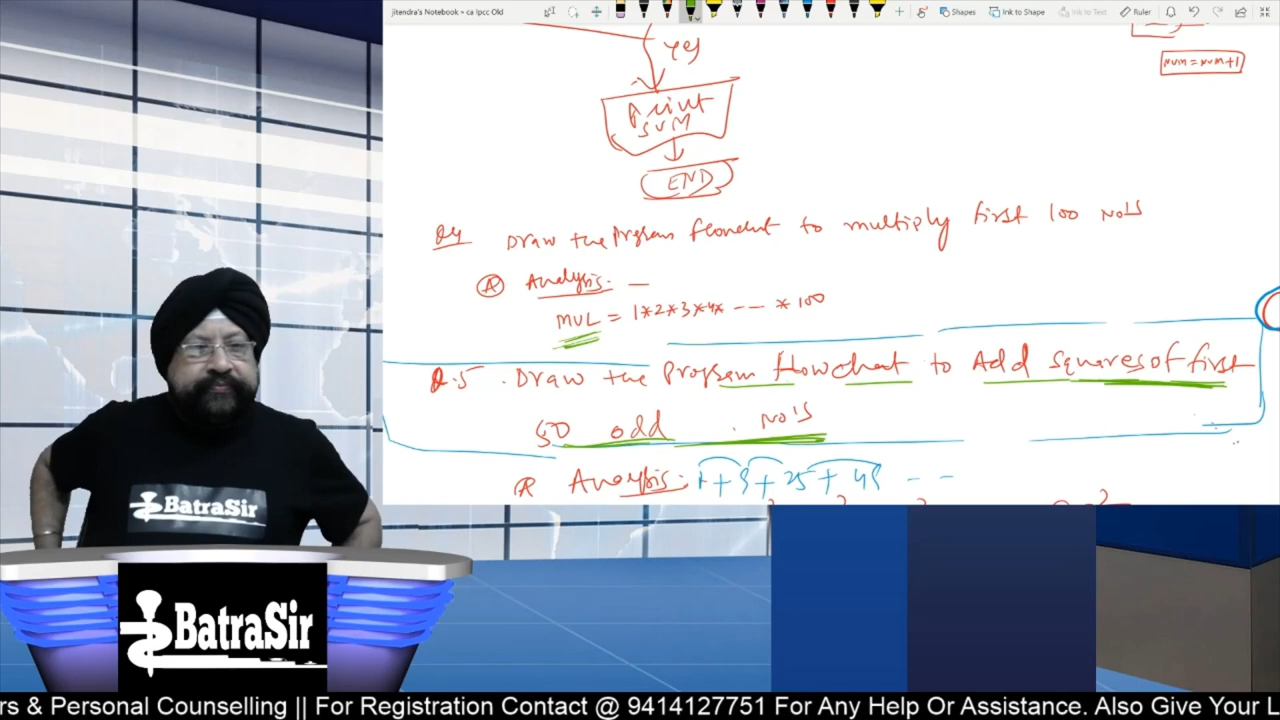 jitendra's Notebook » ca Ipcc Old
Shapes
Ink to Shape
Ink to Text
Ruler
yes
NUM = NUM+1
print
SUM
END
Q4 Draw the Program flowchart to multiply first 100 No's
A Analysis. —
MUL = 1*2*3*4* --- * 100
Q.5 . Draw the Program flowchart to Add squares of first
50 odd . No's
A Analysis: 1+9+25+49 - -
BatraSir
BatraSir
rs & Personal Counselling || For Registration Contact @ 9414127751 For Any Help Or Assistance. Also Give Your L